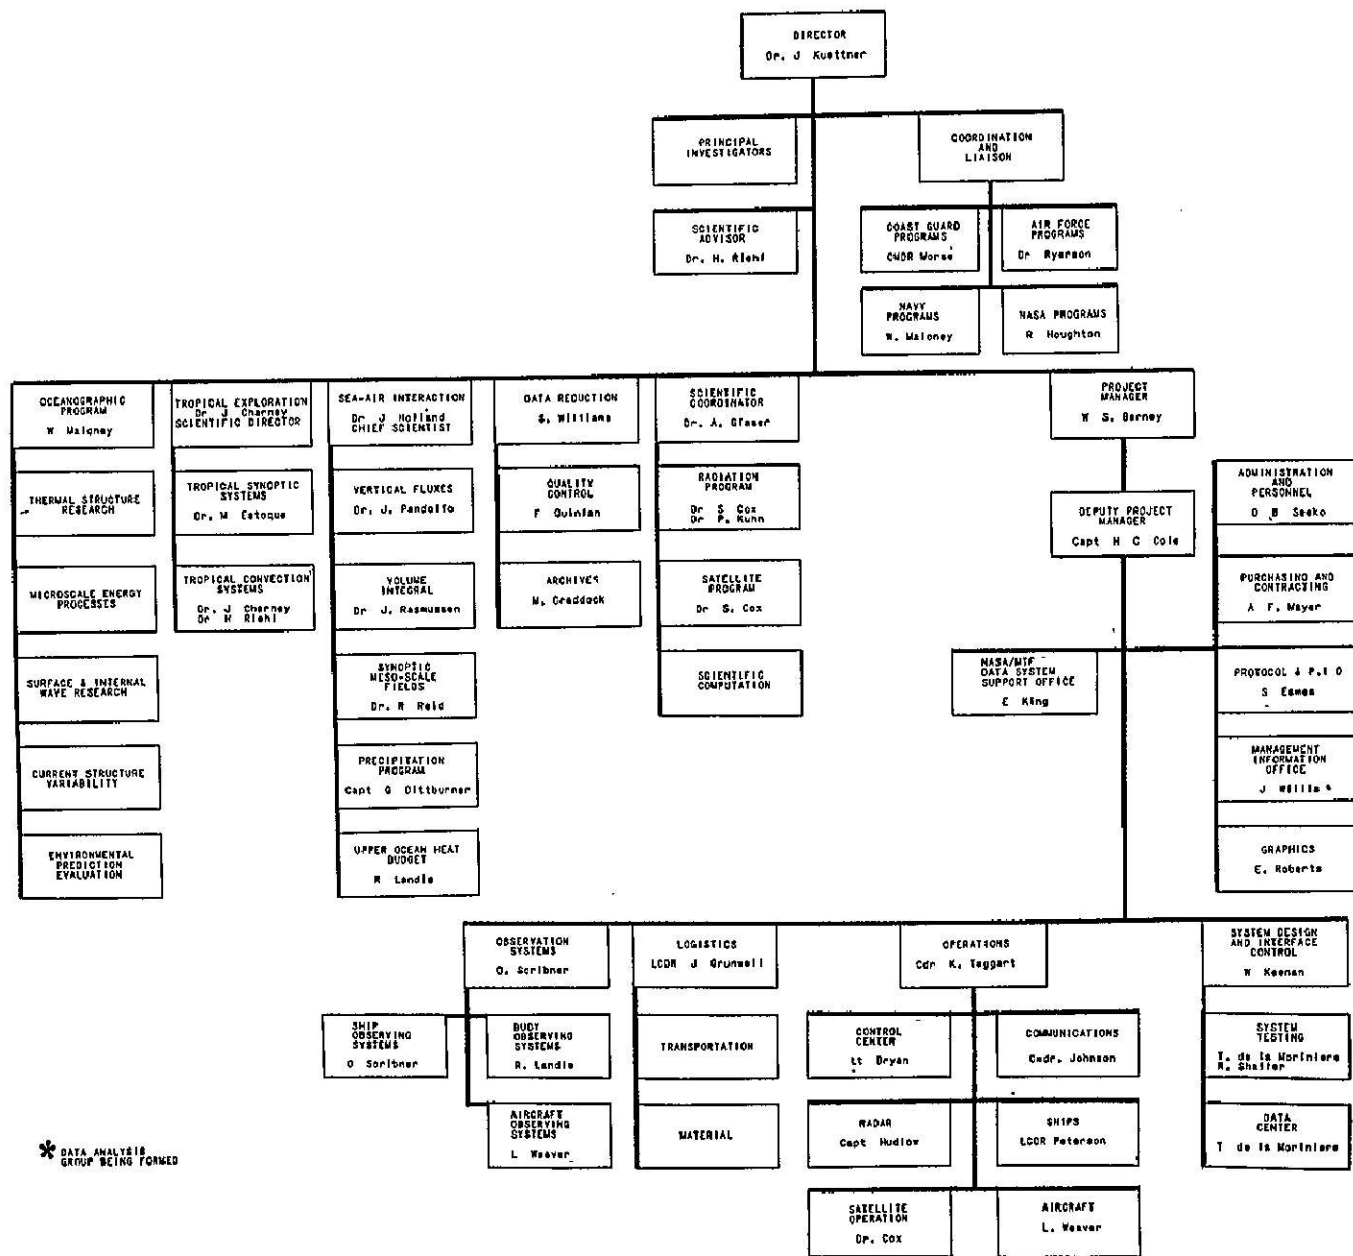 DIRECTOR
Dr. J Kuettner
PRINCIPAL
INVESTIGATORS
COORDINATION
AND
LIAISON
SCIENTIFIC
ADVISOR
Dr. H. Riehl
COAST GUARD
PROGRAMS
CMDR Morse
AIR FORCE
PROGRAMS
Dr Ryerson
NAVY
PROGRAMS
W. Maloney
NASA PROGRAMS
R Houghton
OCEANOGRAPHIC
PROGRAM
W Maloney
TROPICAL EXPLORATION
Dr. J. Charney
SCIENTIFIC DIRECTOR
SEA-AIR INTERACTION
Dr. J Holland
CHIEF SCIENTIST
DATA REDUCTION
S. Williams
SCIENTIFIC
COORDINATOR
Dr. A. Glaser
PROJECT
MANAGER
W S. Barney
THERMAL STRUCTURE
RESEARCH
TROPICAL SYNOPTIC
SYSTEMS
Dr. M Estoque
VERTICAL FLUXES
Dr. J. Pandolfo
QUALITY
CONTROL
F Quinlan
RADIATION
PROGRAM
Dr S Cox
Dr P. Kuhn
DEPUTY PROJECT
MANAGER
Capt H C Cole
ADMINISTRATION
AND
PERSONNEL
MICROSCALE ENERGY
PROCESSES
TROPICAL CONVECTION
SYSTEMS
Dr. J Charney
Dr H Riehl
VOLUME
INTEGRAL
Dr J. Rasmussen
ARCHIVES
M. Craddock
SATELLITE
PROGRAM
Dr S. Cox
PURCHASING AND
CONTRACTING
A F. Mayer
SURFACE & INTERNAL
WAVE RESEARCH
SYNOPTIC
MESO-SCALE
FIELDS
Dr. R Reid
SCIENTIFIC
COMPUTATION
NASA/MTF
DATA SYSTEM
SUPPORT OFFICE
E King
PROTOCOL & P.I O
S Eames
CURRENT STRUCTURE
VARIABILITY
PRECIPITATION
PROGRAM
Capt G Dittburner
MANAGEMENT
INFORMATION
OFFICE
J Willis *
ENVIRONMENTAL
PREDICTION
EVALUATION
UPPER OCEAN HEAT
BUDGET
R Landis
GRAPHICS
E. Roberts
OBSERVATION
SYSTEMS
O. Scribner
LOGISTICS
LCDR J Grunwell
OPERATIONS
Cdr K. Taggart
SYSTEM DESIGN
AND INTERFACE
CONTROL
W Keenan
SHIP
OBSERVING
SYSTEMS
O Scribner
BUOY
OBSERVING
SYSTEMS
R. Landis
TRANSPORTATION
CONTROL
CENTER
Lt Bryan
COMMUNICATIONS
Cmdr. Johnson
SYSTEM
TESTING
T. de la Moriniere
AIRCRAFT
OBSERVING
SYSTEMS
L Weaver
MATERIAL
RADAR
Capt Hudlow
SHIPS
LCDR Peterson
DATA
CENTER
T de la Moriniere
SATELLITE
OPERATION
Dr. Cox
AIRCRAFT
L. Weaver
* DATA ANALYSIS
GROUP BEING FORMED